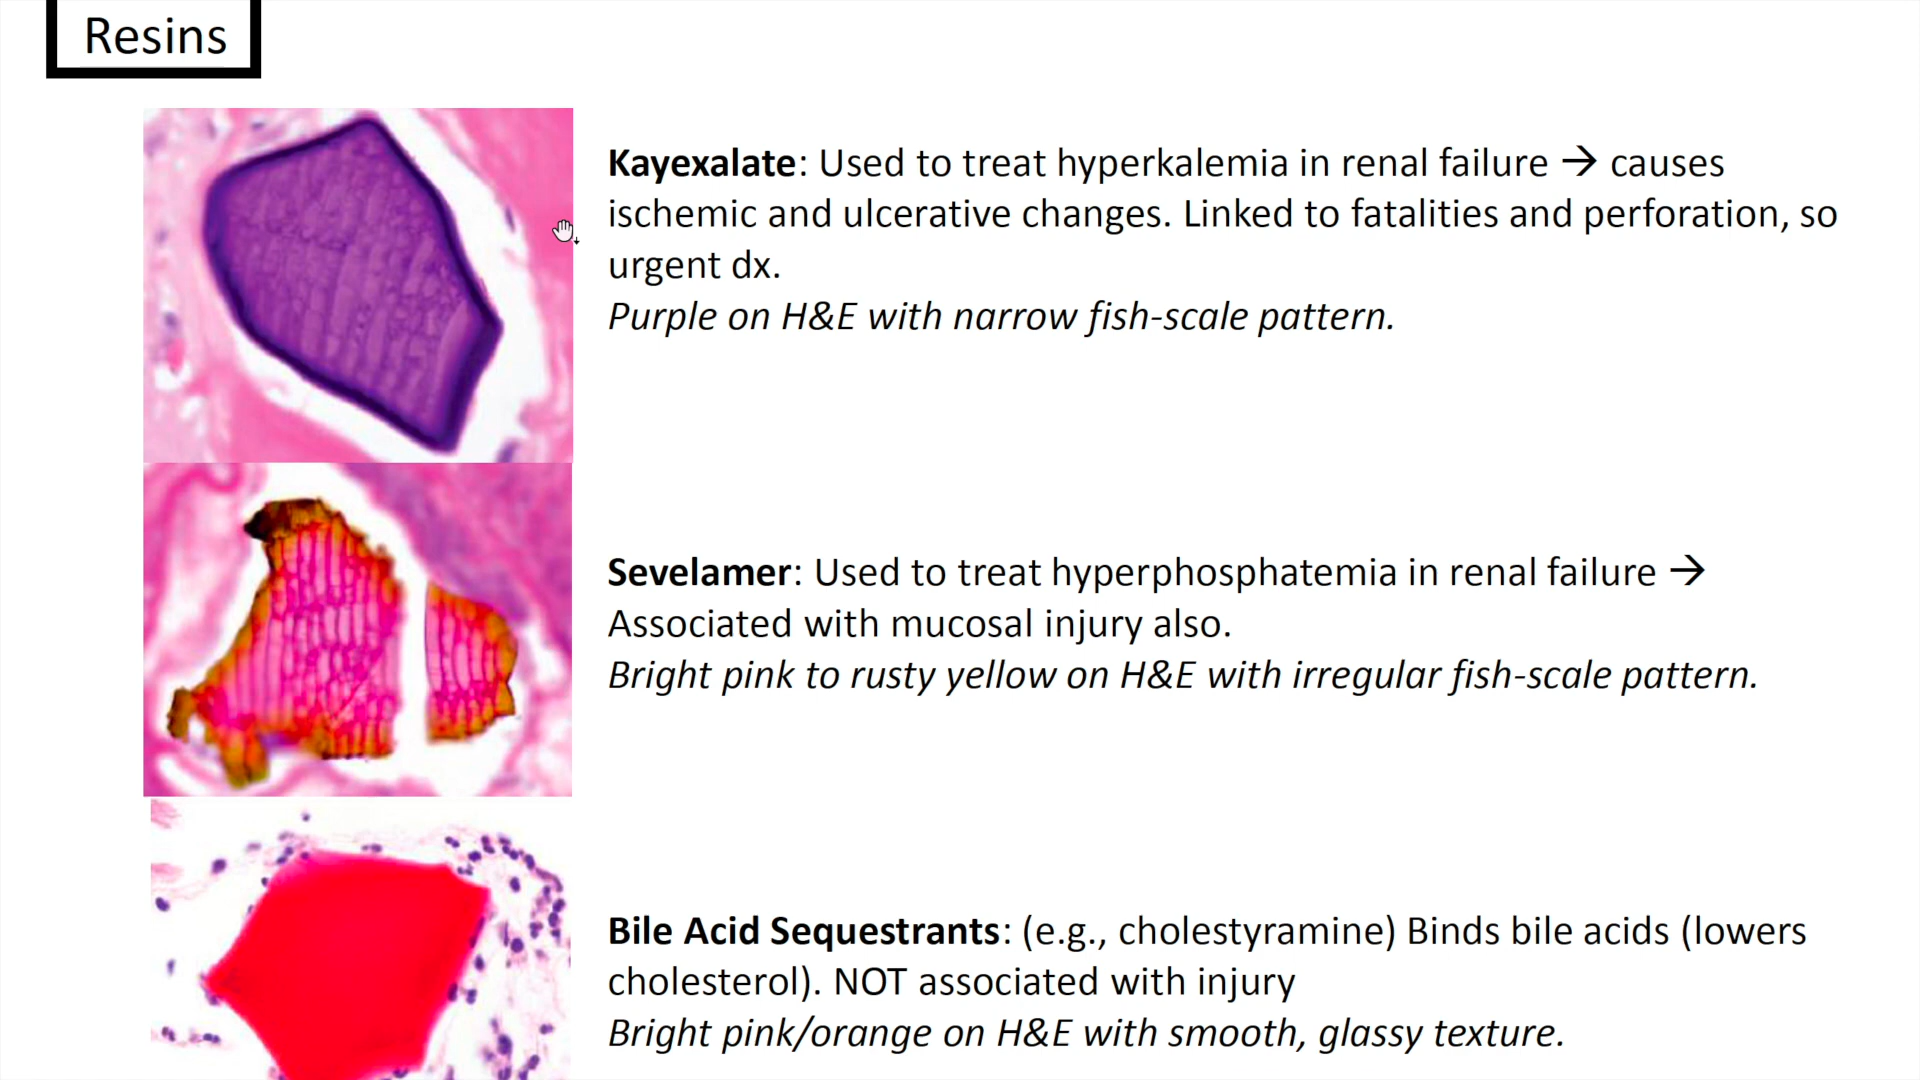 Resins
Kayexalate: Used to treat hyperkalemia in renal failure → causes
ischemic and ulcerative changes. Linked to fatalities and perforation, so
urgent dx.
Purple on H&E with narrow fish-scale pattern.
Sevelamer: Used to treat hyperphosphatemia in renal failure →
Associated with mucosal injury also.
Bright pink to rusty yellow on H&E with irregular fish-scale pattern.
Bile Acid Sequestrants: (e.g., cholestyramine) Binds bile acids (lowers
cholesterol). NOT associated with injury
Bright pink/orange on H&E with smooth, glassy texture.